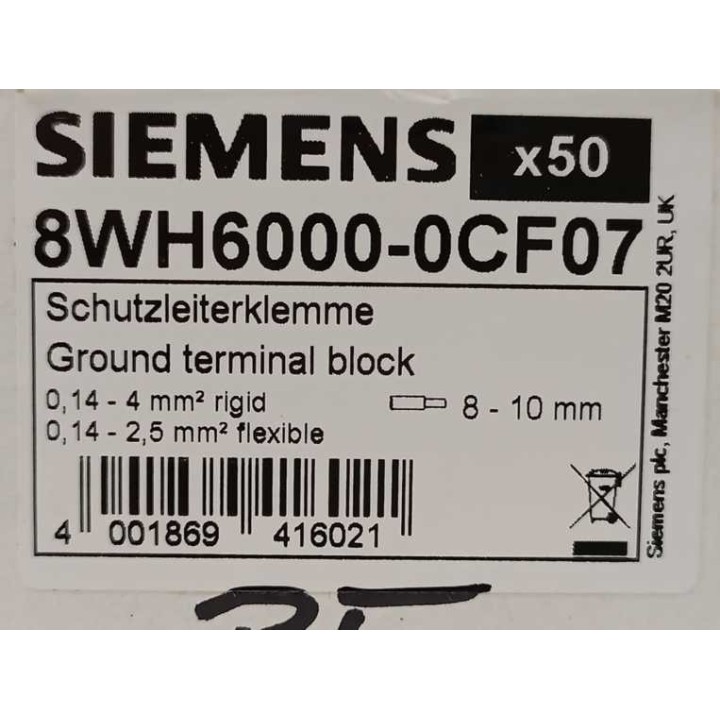 SIEMENS x50
8WH6000-0CF07
Schutzleiterklemme
Ground terminal block
0,14 - 4 mm² rigid
8 - 10 mm
0,14 - 2,5 mm² flexible
4 001869 416021
Siemens plc, Manchester M20 2UR, UK